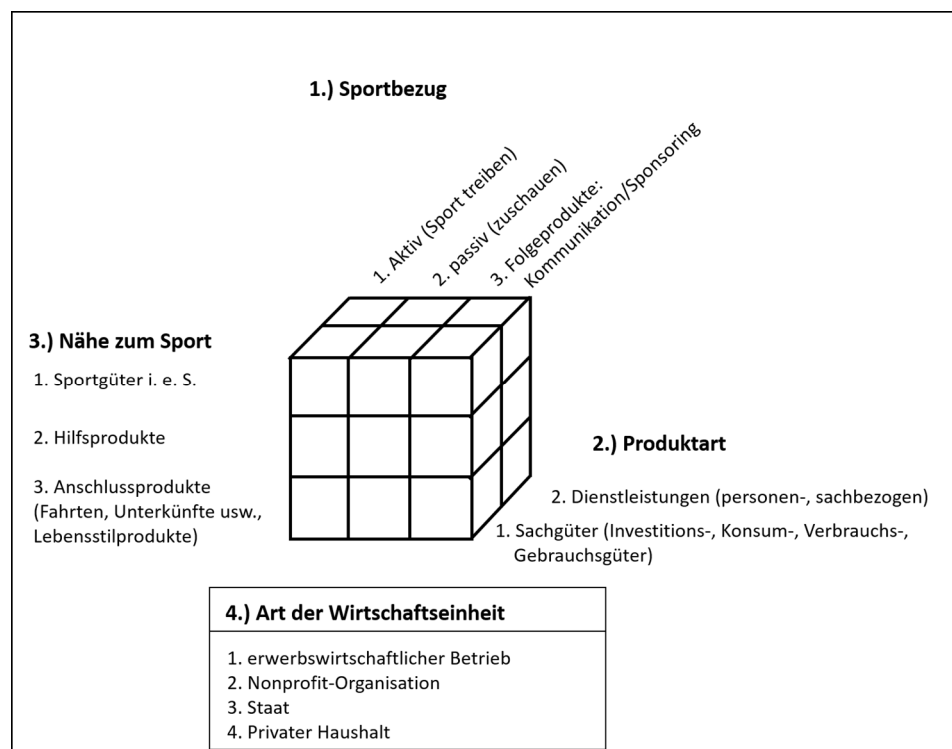 1.) Sportbezug
1. Aktiv (Sport treiben)
2. passiv (zuschauen)
3. Folgeprodukte:
Kommunikation/Sponsoring
3.) Nähe zum Sport
1. Sportgüter i. e. S.
2. Hilfsprodukte
3. Anschlussprodukte
(Fahrten, Unterkünfte usw.,
Lebensstilprodukte)
2.) Produktart
2. Dienstleistungen (personen-, sachbezogen)
1. Sachgüter (Investitions-, Konsum-, Verbrauchs-,
Gebrauchsgüter)
4.) Art der Wirtschaftseinheit
1. erwerbswirtschaftlicher Betrieb
2. Nonprofit-Organisation
3. Staat
4. Privater Haushalt